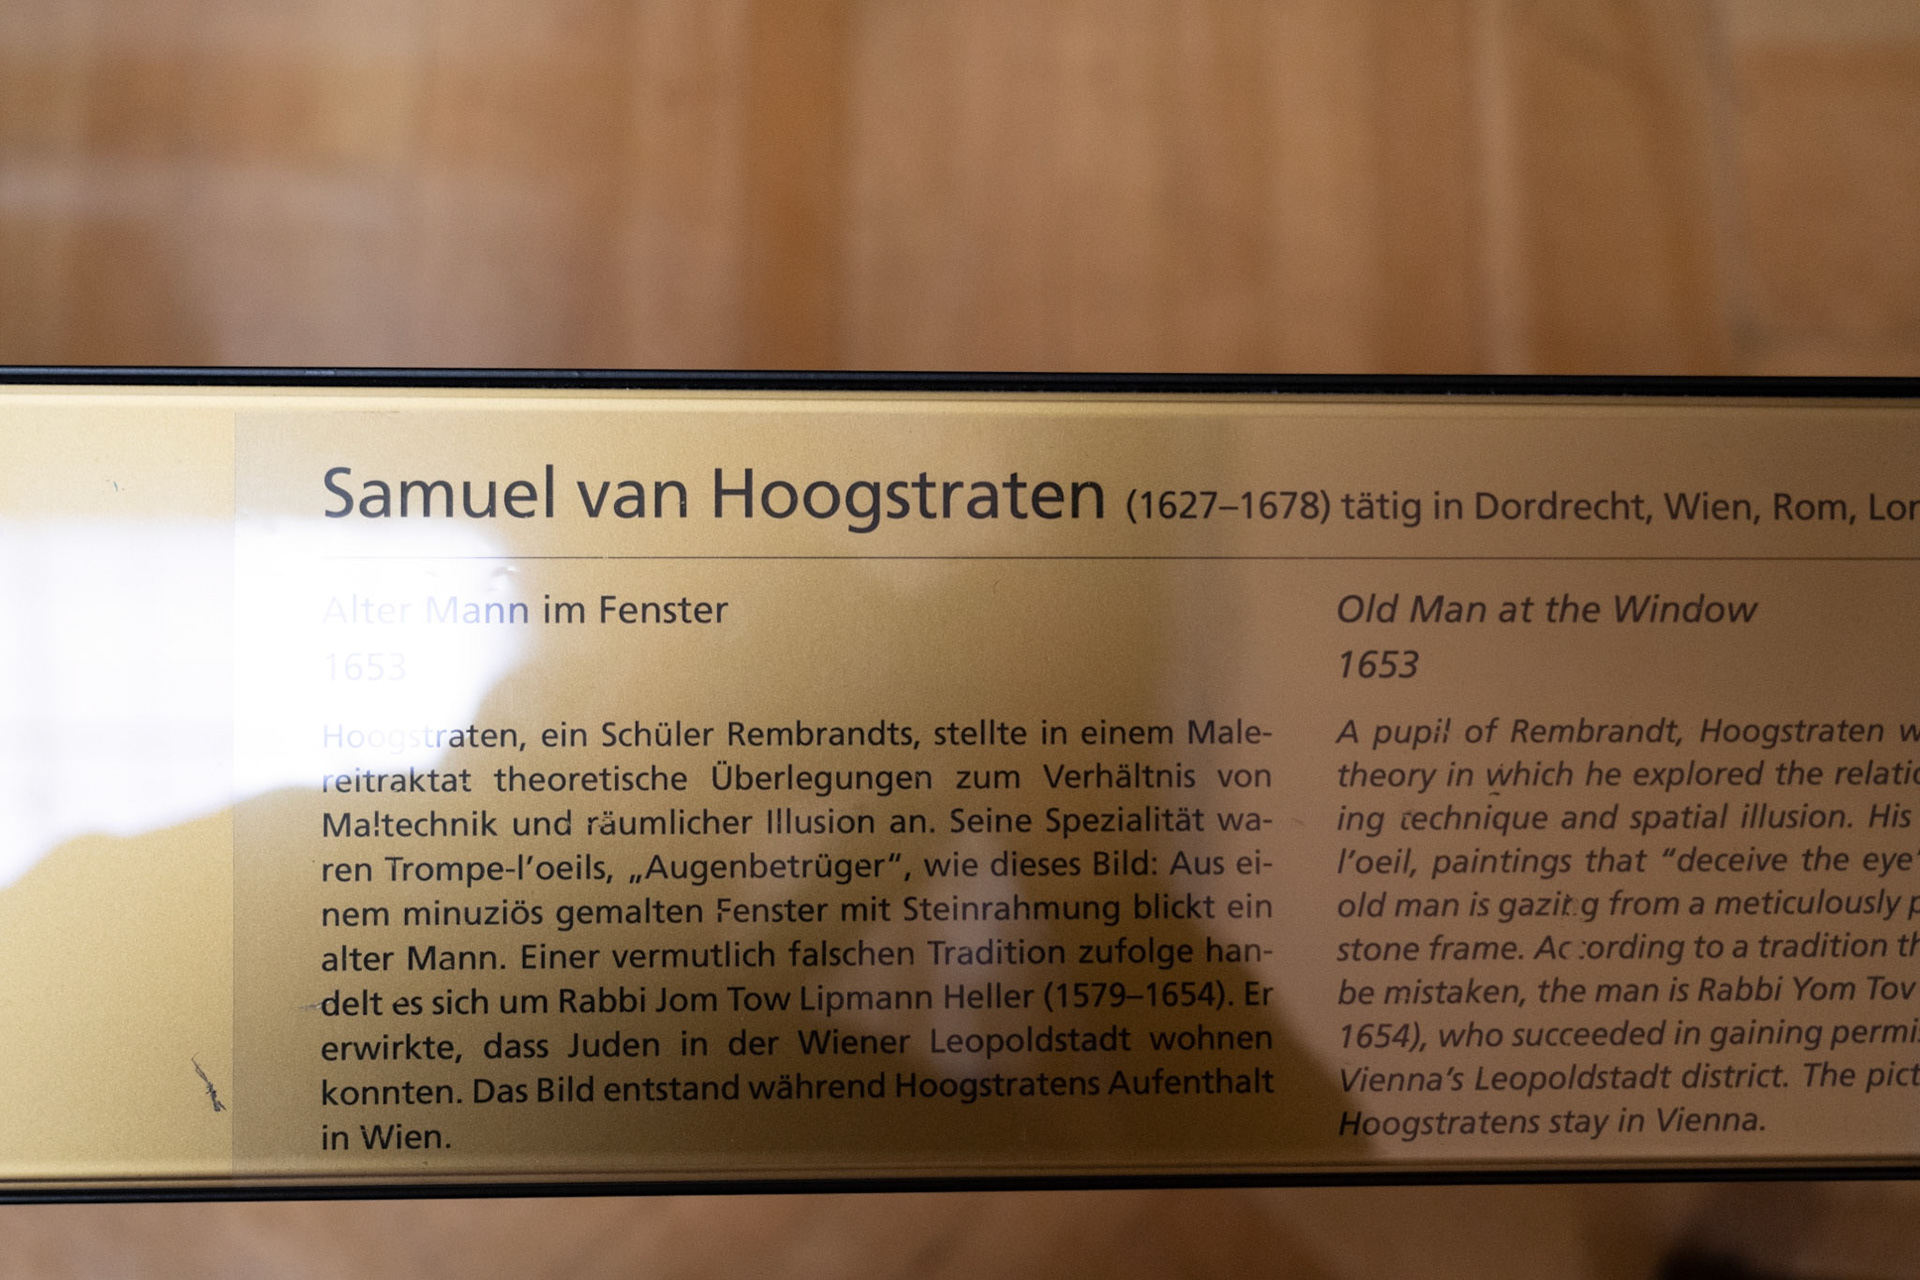 Samuel van Hoogstraten (1627–1678) tätig in Dordrecht, Wien, Rom,
Alter Mann im Fenster
1653
Hoogstraten, ein Schüler Rembrandts, stellte in einem Male-
reitraktat theoretische Überlegungen zum Verhältnis von
Maltechnik und räumlicher Illusion an. Seine Spezialität wa-
ren Trompe-l’oeils, „Augenbetrüger“, wie dieses Bild: Aus ei-
nem minuziös gemalten Fenster mit Steinrahmung blickt ein
alter Mann. Einer vermutlich falschen Tradition zufolge han-
delt es sich um Rabbi Jom Tow Lipmann Heller (1579–1654). Er
erwirkte, dass Juden in der Wiener Leopoldstadt wohnen
konnten. Das Bild entstand während Hoogstratens Aufenthalt
in Wien.
Old Man at the Window
1653
A pupil of Rembrandt, Hoogstraten
theory in which he explored the
ing technique and spatial illusion. His
l’oeil, paintings that “deceive the eye”
old man is gazing from a meticulously
stone frame. According to a tradition
be mistaken, the man is Rabbi Yom Tov
1654), who succeeded in gaining
Vienna’s Leopoldstadt district. The
Hoogstratens stay in Vienna.